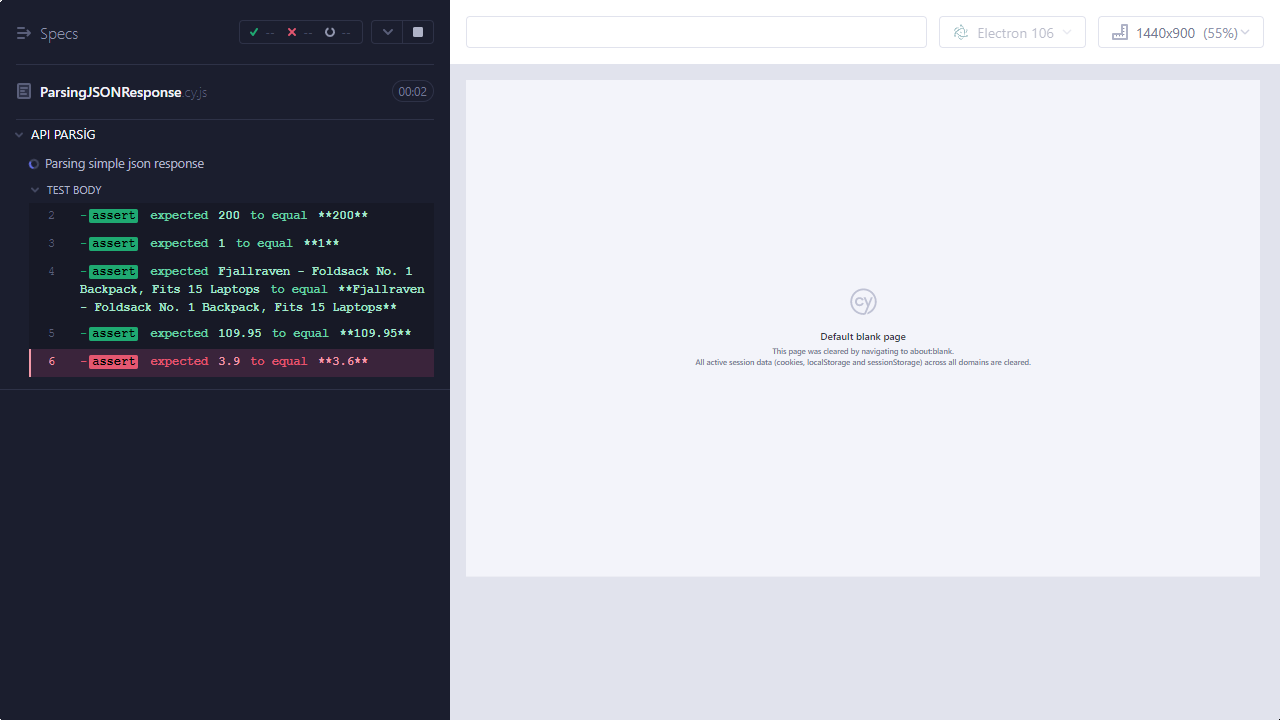 Specs
-- -- --
ParsingJSONResponse.cy.js
00:02
API PARSİG
Parsing simple json response
TEST BODY
2 -assert expected 200 to equal **200**
3 -assert expected 1 to equal **1**
4 -assert expected Fjallraven - Foldsack No. 1
Backpack, Fits 15 Laptops to equal **Fjallraven
- Foldsack No. 1 Backpack, Fits 15 Laptops**
5 -assert expected 109.95 to equal **109.95**
6 -assert expected 3.9 to equal **3.6**
Electron 106
1440x900 (55%)
cy
Default blank page
This page was cleared by navigating to about:blank.
All active session data (cookies, localStorage and sessionStorage) across all domains are cleared.